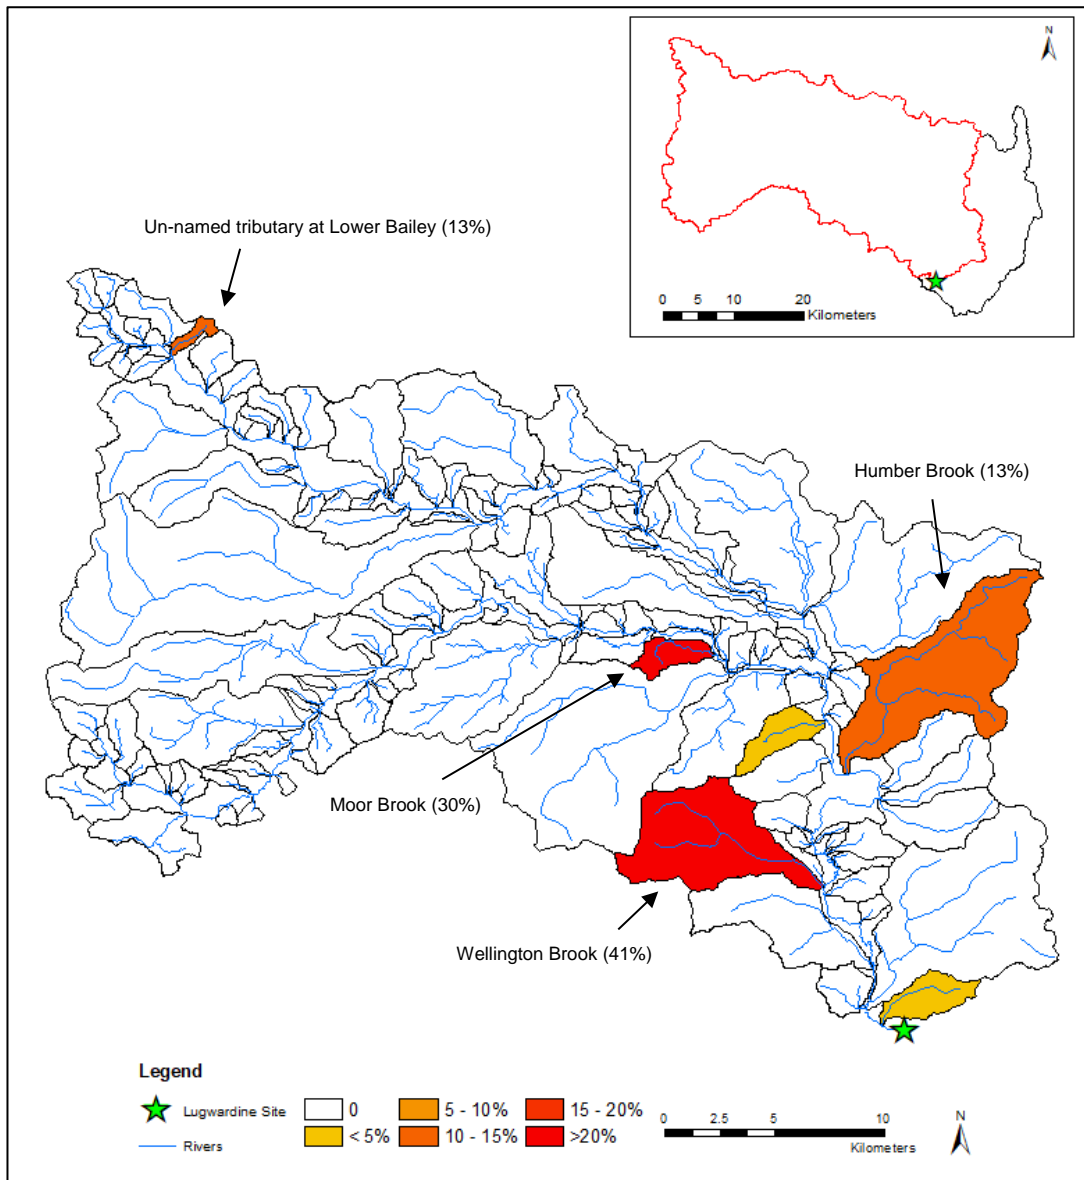 N
0 5 10 20
Kilometers
Un-named tributary at Lower Bailey (13%)
Humber Brook (13%)
Moor Brook (30%)
Wellington Brook (41%)
Legend
Lugwardine Site
Rivers
0
< 5%
5 - 10%
10 - 15%
15 - 20%
>20%
0 2.5 5 10
Kilometers
N